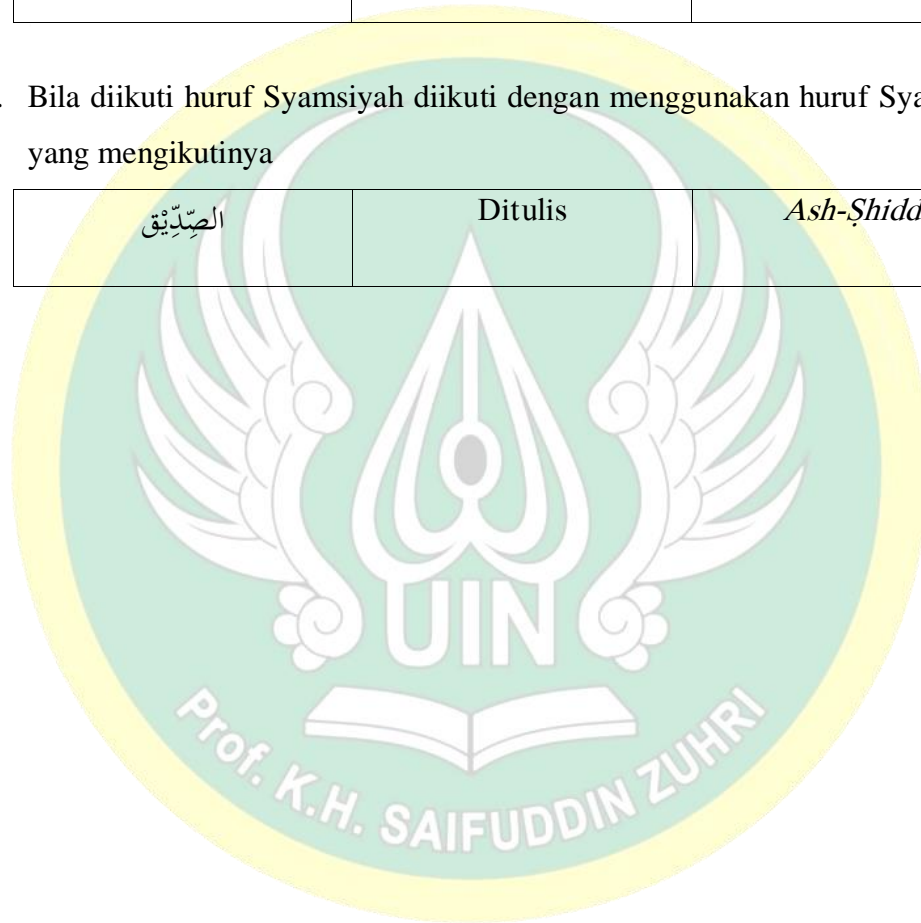 . Bila diikuti huruf Syamsiyah diikuti dengan menggunakan huruf Sya
yang mengikutinya
الصِّدِّيْق Ditulis Ash-Ṣhidd
UIN
Prof. K.H. SAIFUDDIN ZUHRI